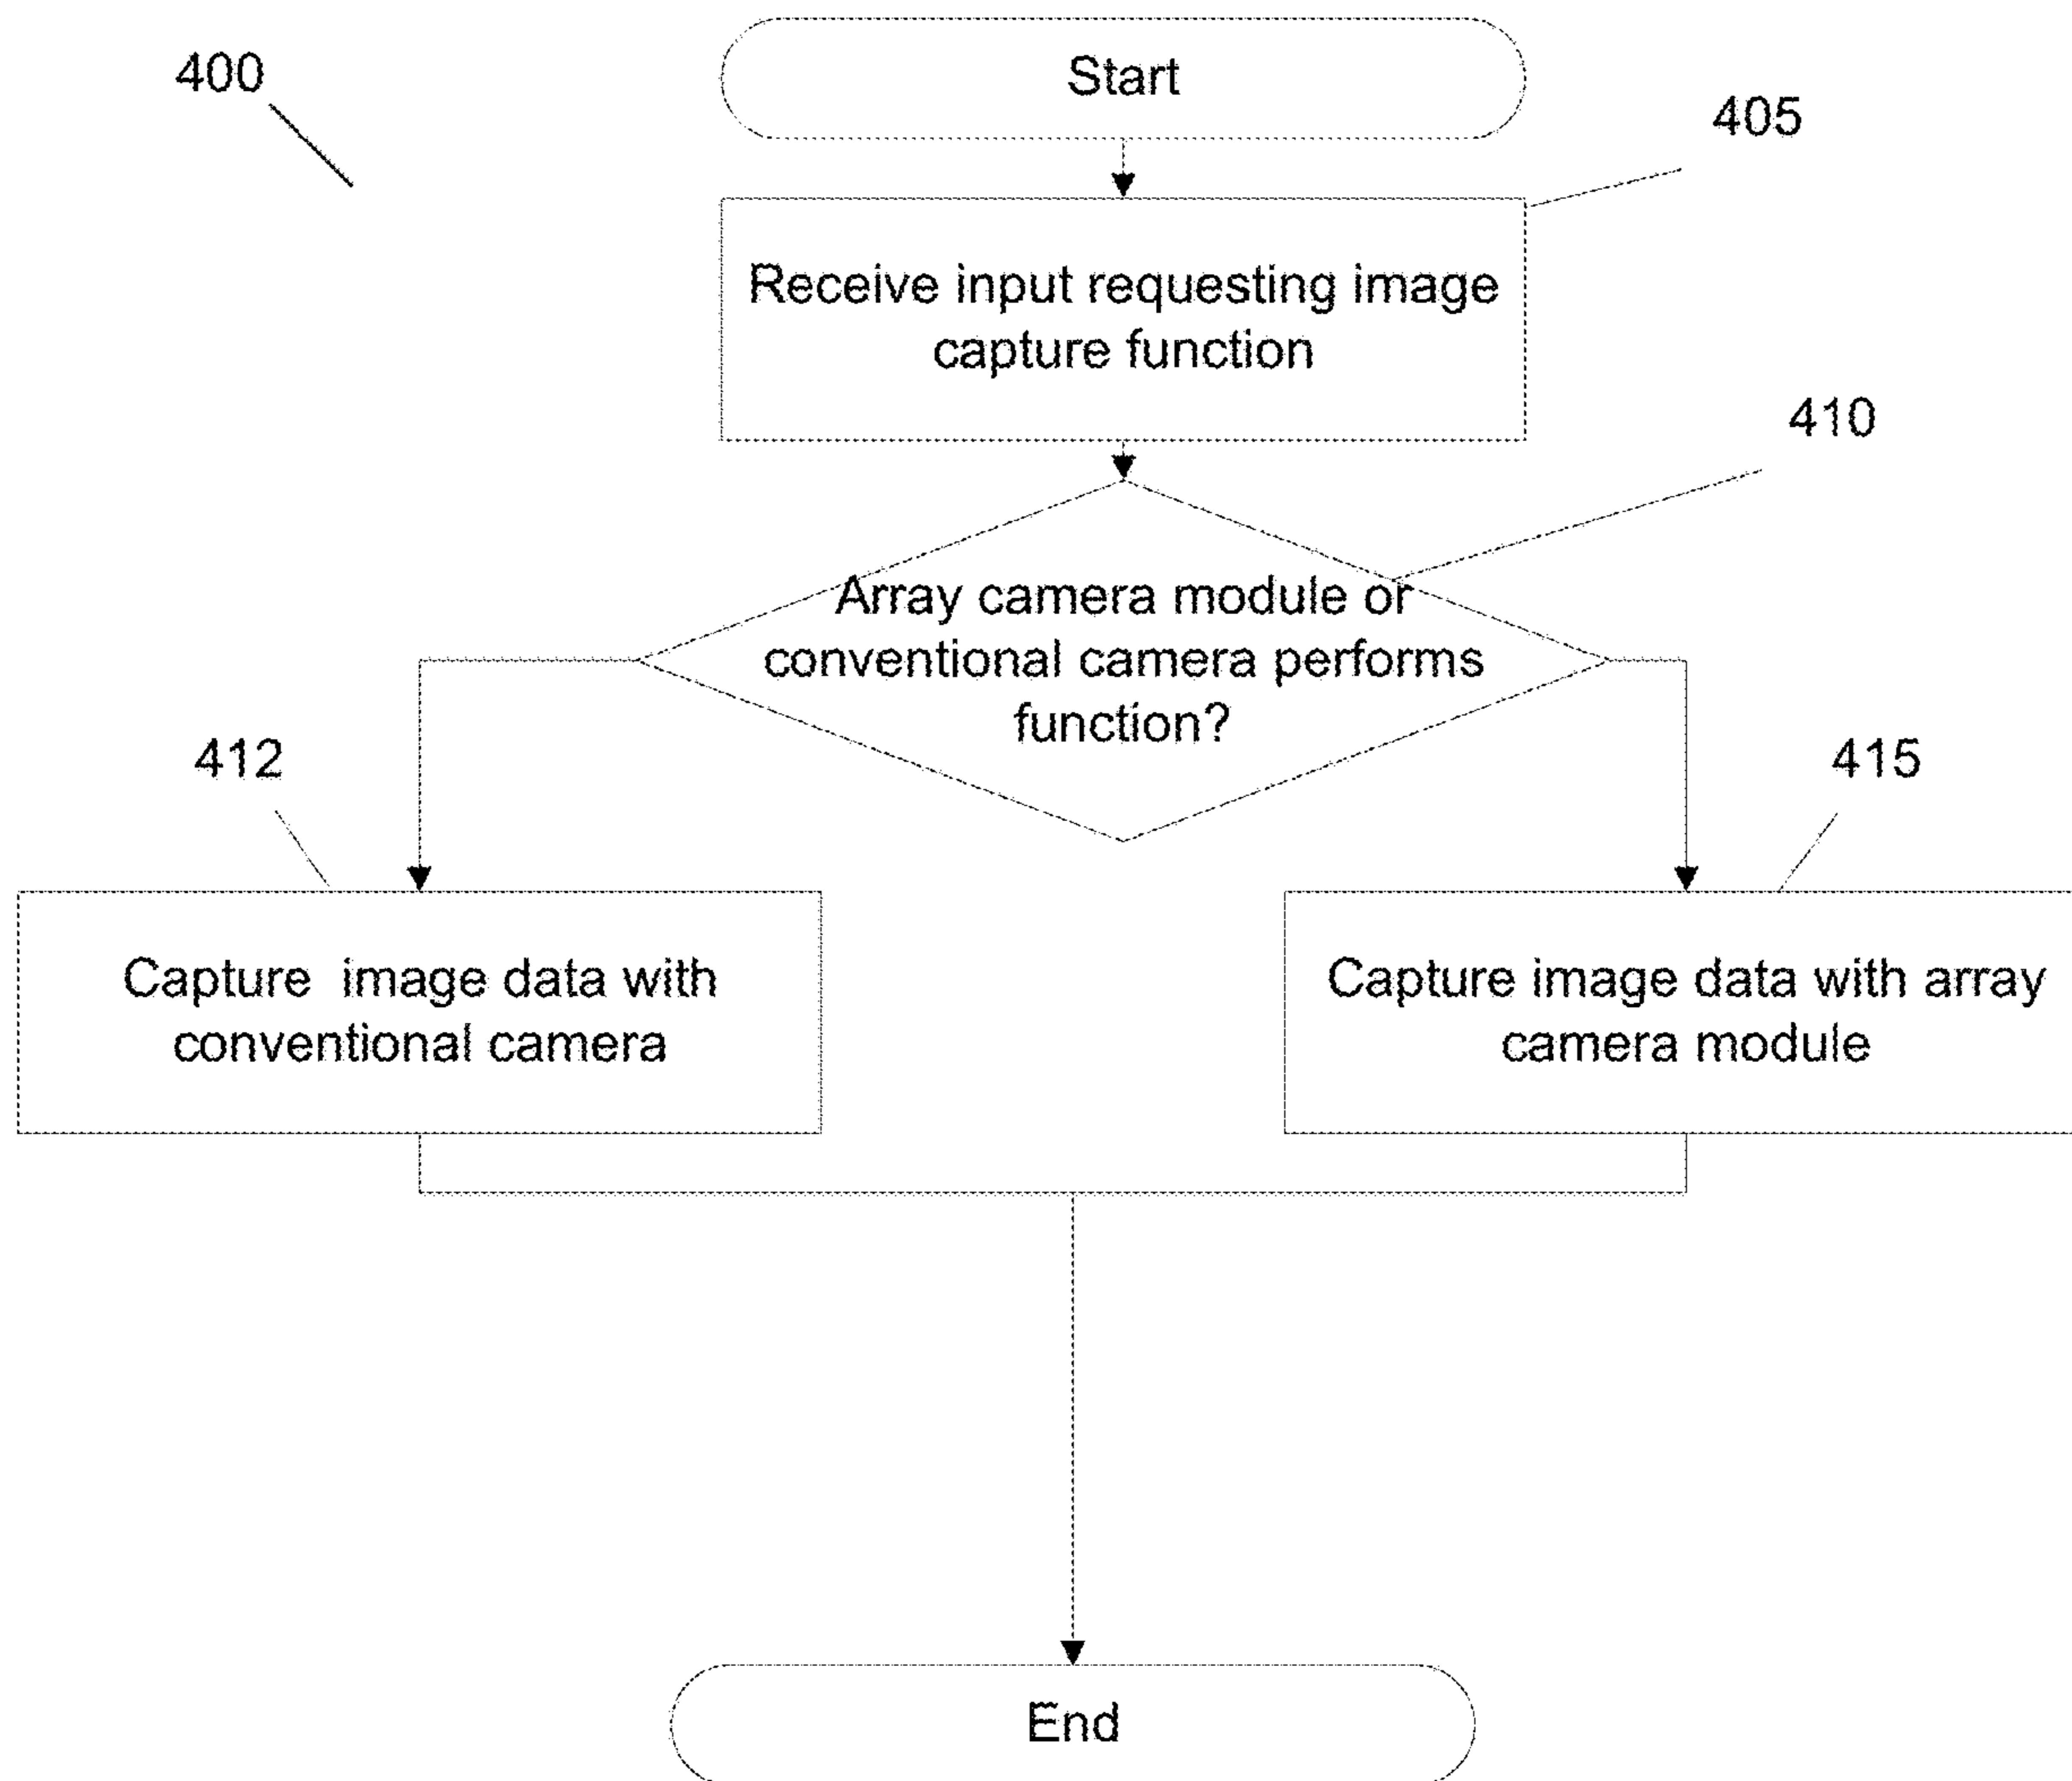 400
Start
405
Receive input requesting image
capture function
410
Array camera module or
conventional camera performs
function?
412
415
Capture image data with
conventional camera
Capture image data with array
camera module
End